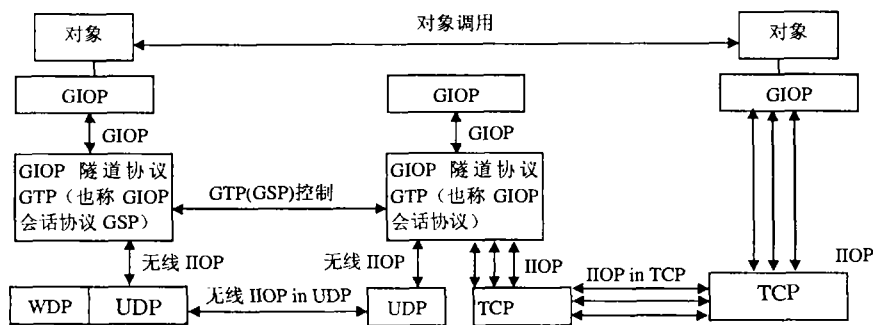 对象
对象调用
对象
GIOP
GIOP
GIOP
GIOP
GIOP
GIOP 隧道协议
GTP（也称 GIOP
会话协议 GSP）
GTP(GSP)控制
GIOP 隧道协议
GTP（也称 GIOP
会话协议）
无线 IIOP
无线 IIOP
IIOP
IIOP
WDP
UDP
无线 IIOP in UDP
UDP
TCP
IIOP in TCP
TCP